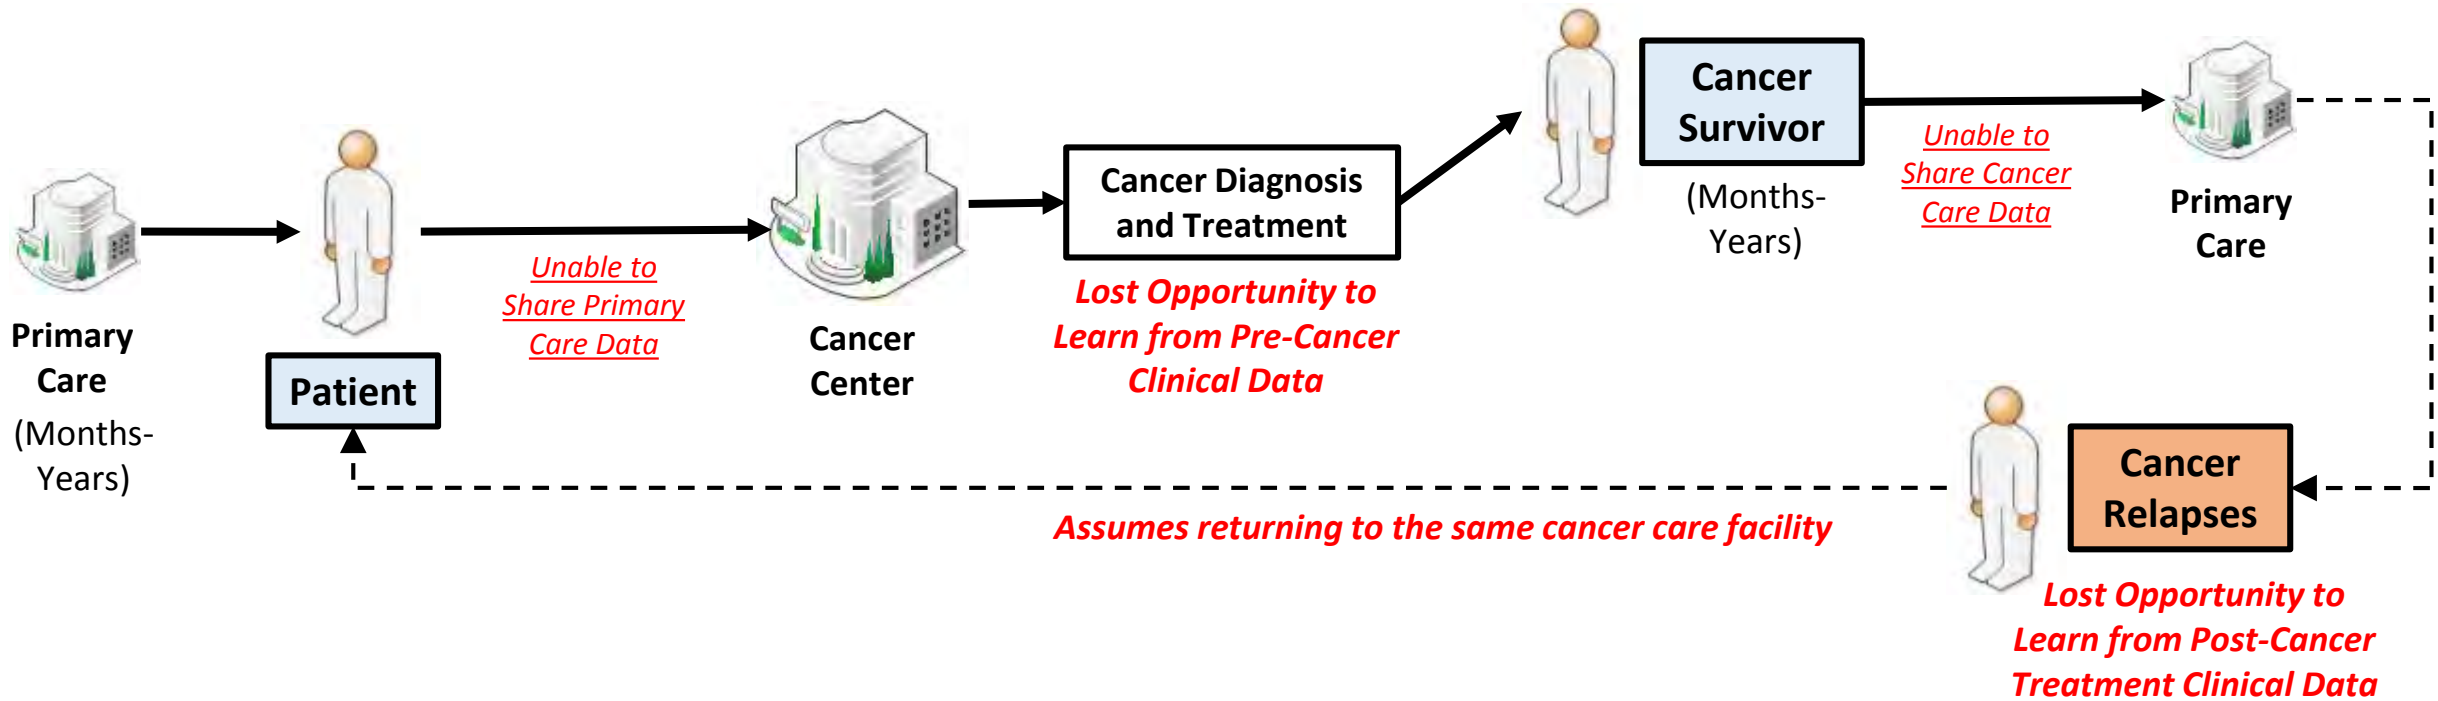 Primary
Care
(Months-
Years)
Patient
Unable to
Share Primary
Care Data
Cancer
Center
Cancer Diagnosis
and Treatment
Lost Opportunity to
Learn from Pre-Cancer
Clinical Data
Cancer
Survivor
(Months-
Years)
Unable to
Share Cancer
Care Data
Primary
Care
Cancer
Relapses
Lost Opportunity to
Learn from Post-Cancer
Treatment Clinical Data
Assumes returning to the same cancer care facility